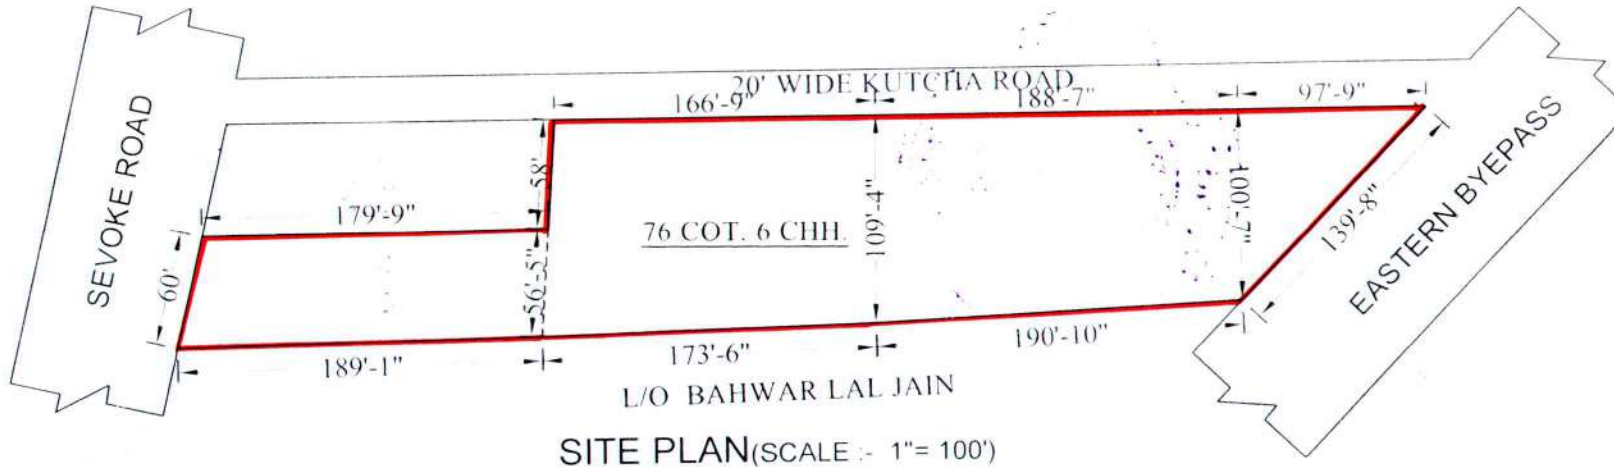 20' WIDE KUTCHA ROAD
166'-9"
188'-7"
97'-9"
SEVOKE ROAD
58'
179'-9"
76 COT. 6 CHH.
109'-4"
100'-7"
139'-8"
EASTERN BYEPASS
60'
56'-5"
189'-1"
173'-6"
190'-10"
L/O BAHWAR LAL JAIN
SITE PLAN(SCALE :- 1"= 100')